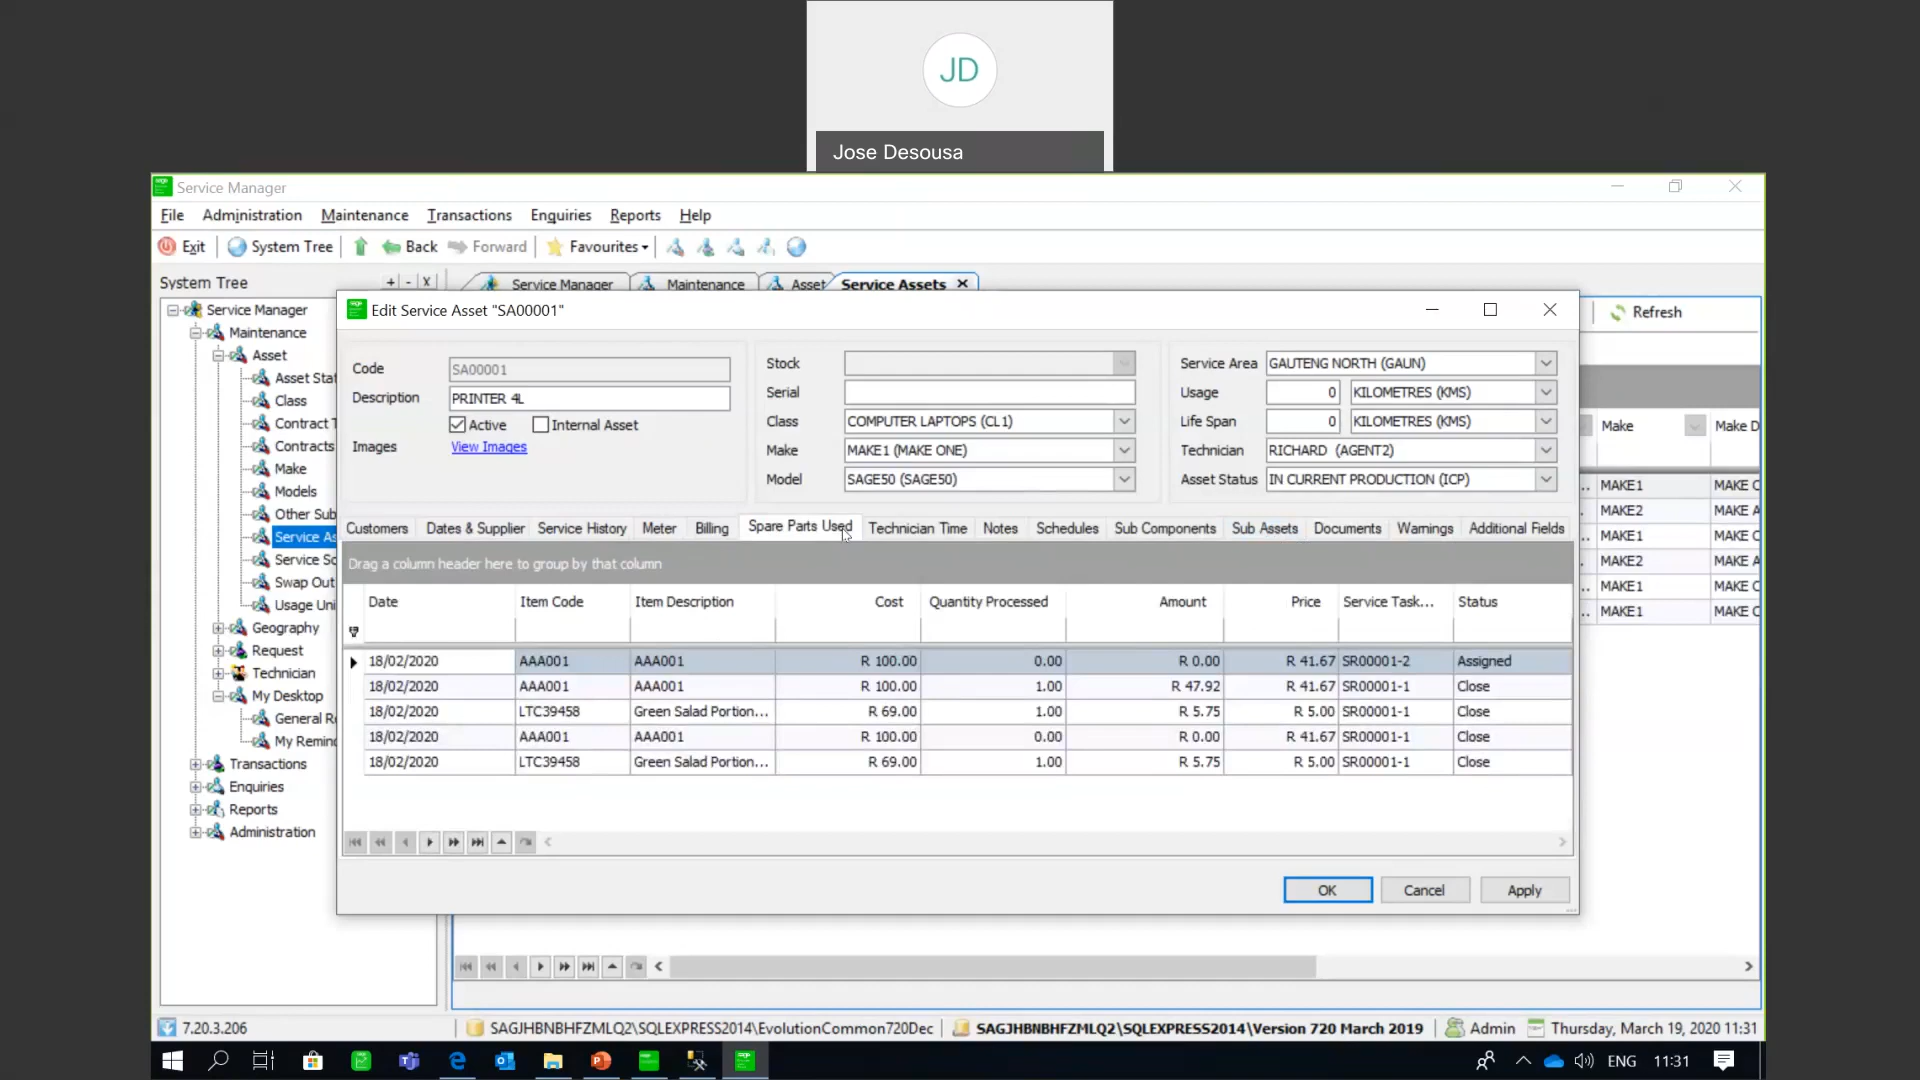 JD
Jose Desousa
Service Manager
File Administration Maintenance Transactions Enquiries Reports Help
Exit System Tree Back Forward Favourites
System Tree + - x
Service Manager Maintenance Asset Service Assets
Refresh
Service Manager
Maintenance
Asset
Asset Stat
Class
Contract T
Contracts
Make
Models
Other Sub
Service As
Service Sc
Swap Out
Usage Uni
Geography
Request
Technician
My Desktop
General R
My Remin
Transactions
Enquiries
Reports
Administration
Edit Service Asset "SA00001"
Code SA00001
Description PRINTER 4L
Active Internal Asset
Images View Images
Stock
Serial
Class COMPUTER LAPTOPS (CL1)
Make MAKE1 (MAKE ONE)
Model SAGE50 (SAGE50)
Service Area GAUTENG NORTH (GAUN)
Usage 0 KILOMETRES (KMS)
Life Span 0 KILOMETRES (KMS)
Technician RICHARD (AGENT2)
Asset Status IN CURRENT PRODUCTION (ICP)
Customers Dates & Supplier Service History Meter Billing Spare Parts Used Technician Time Notes Schedules Sub Components Sub Assets Documents Warnings Additional Fields
Drag a column header here to group by that column
Date Item Code Item Description Cost Quantity Processed Amount Price Service Task... Status
18/02/2020 AAA001 AAA001 R 100.00 0.00 R 0.00 R 41.67 SR00001-2 Assigned
18/02/2020 AAA001 AAA001 R 100.00 1.00 R 47.92 R 41.67 SR00001-1 Close
18/02/2020 LTC39458 Green Salad Portion... R 69.00 1.00 R 5.75 R 5.00 SR00001-1 Close
18/02/2020 AAA001 AAA001 R 100.00 0.00 R 0.00 R 41.67 SR00001-1 Close
18/02/2020 LTC39458 Green Salad Portion... R 69.00 1.00 R 5.75 R 5.00 SR00001-1 Close
OK Cancel Apply
Make Make D
.. MAKE1 MAKE C
MAKE2 MAKE A
.. MAKE1 MAKE C
.. MAKE2 MAKE A
.. MAKE1 MAKE C
.. MAKE1 MAKE C
7.20.3.206 SAGJHBNBHFZMLQ2\SQLEXPRESS2014\EvolutionCommon720Dec SAGJHBNBHFZMLQ2\SQLEXPRESS2014\Version 720 March 2019 Admin Thursday, March 19, 2020 11:31
ENG 11:31